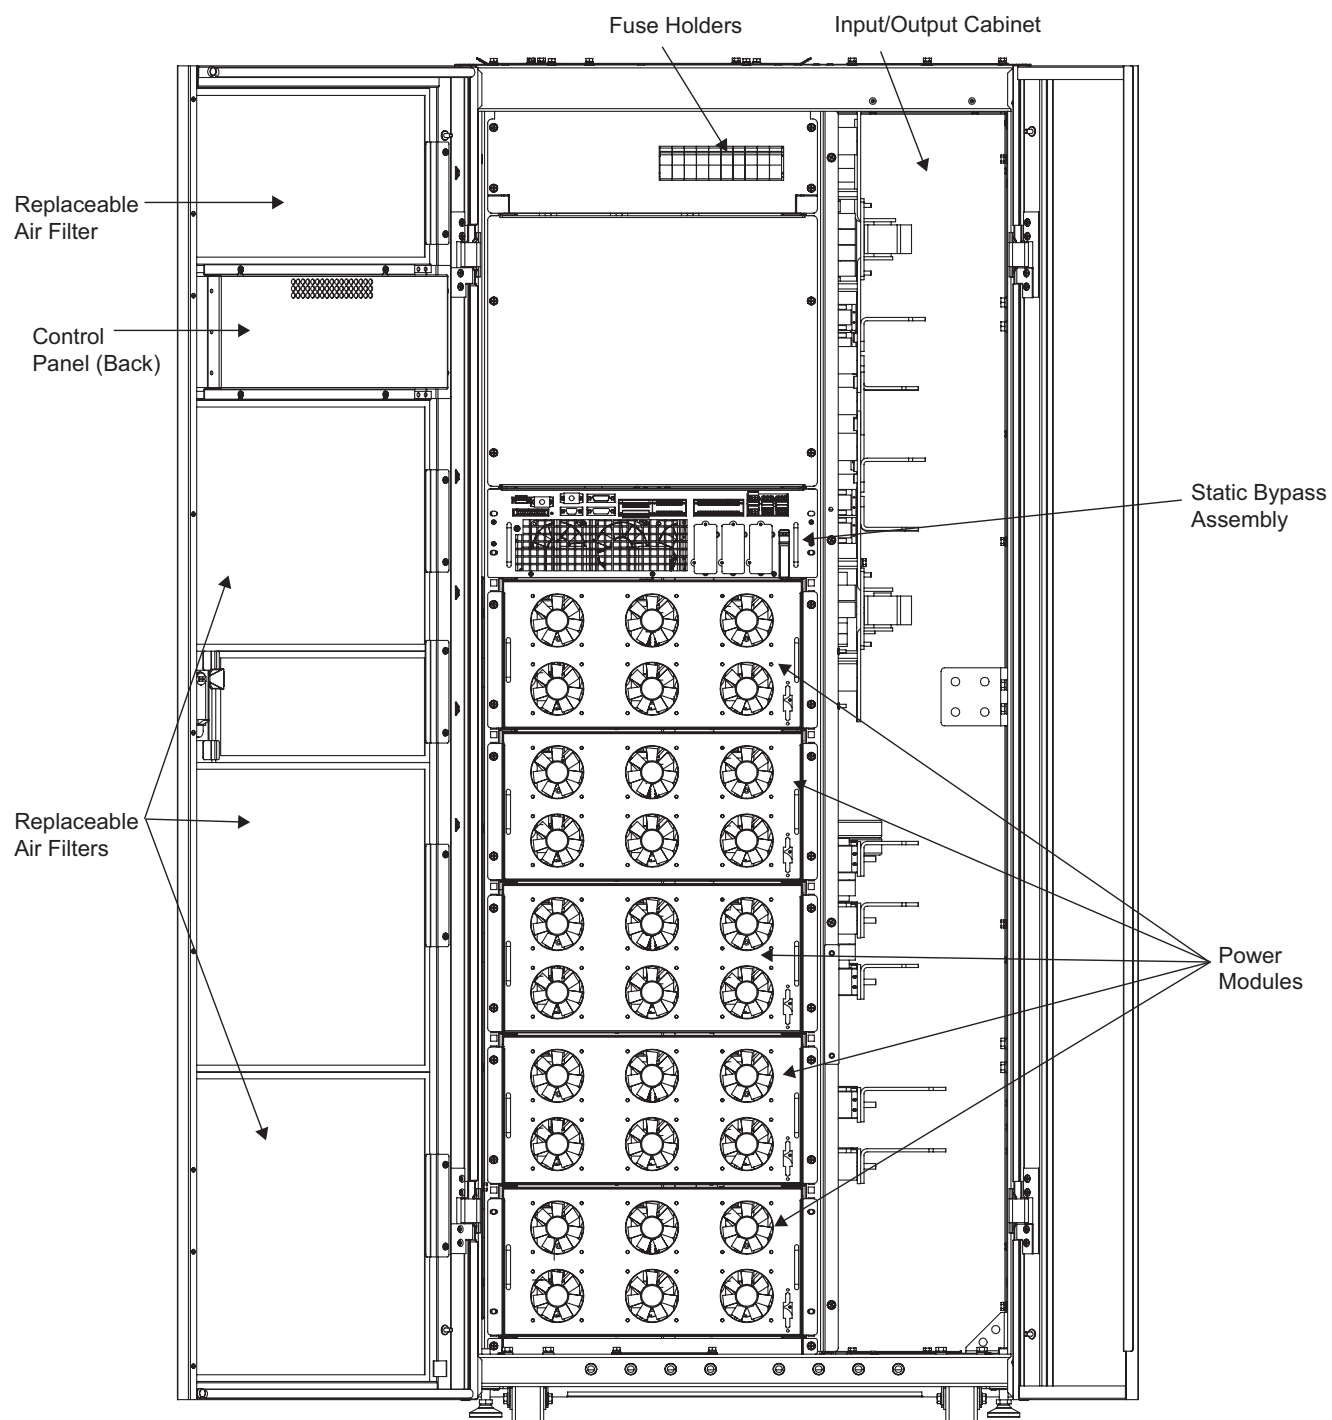 Fuse Holders
Input/Output Cabinet
Replaceable
Air Filter
Control
Panel (Back)
Static Bypass
Assembly
Replaceable
Air Filters
Power
Modules